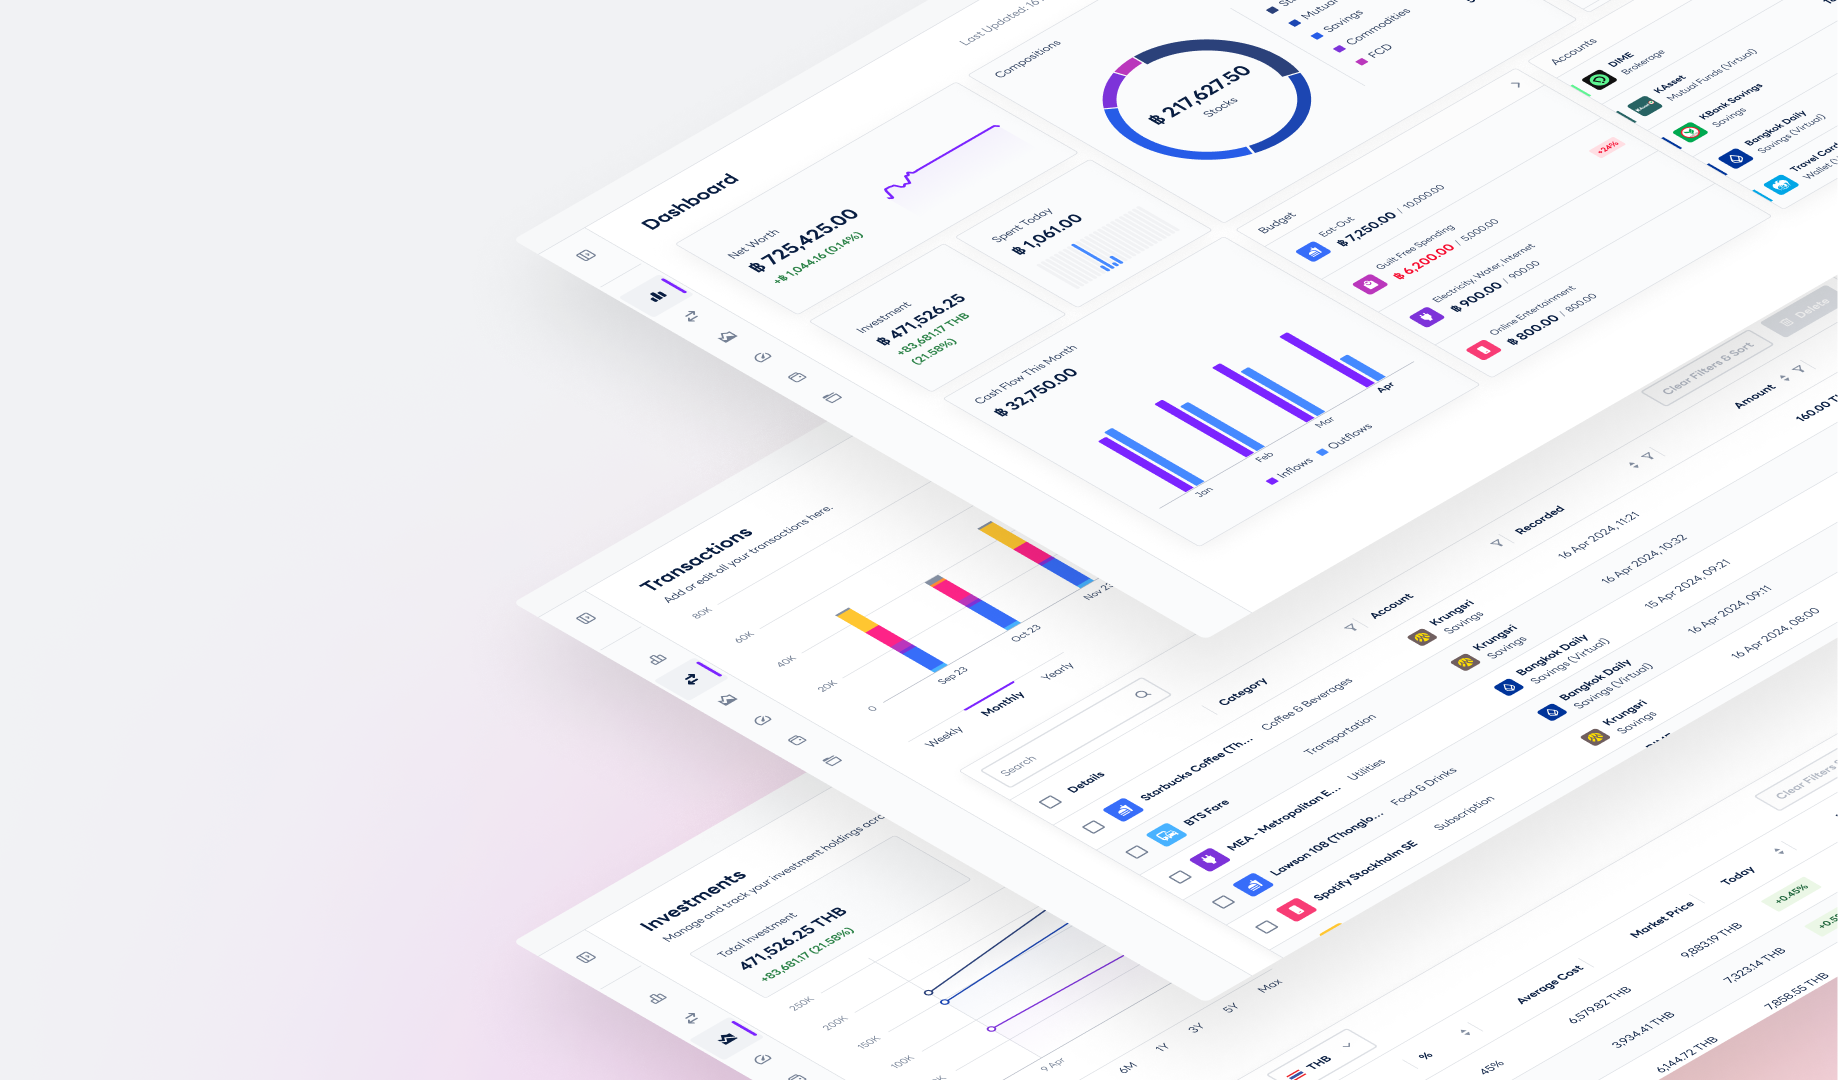 Dashboard
Net Worth
฿ 725,425.00
+฿ 1,044.16 (0.14%)
Investment
฿ 471,526.25
+83,681.17 THB
(21.58%)
Spent Today
฿ 1,061.00
Cash Flow This Month
฿ 32,750.00
Jan
Feb
Mar
Apr
Inflows
Outflows
Last Updated: 16
Compositions
฿ 217,627.50
Stocks
Mutual
Savings
Commodities
FCD
Budget
+24%
Eat-Out
฿ 7,250.00 / 10,000.00
Guilt Free Spending
฿ 6,200.00 / 5,000.00
Electricity, Water, Internet
฿ 900.00 / 900.00
Online Entertainment
฿ 800.00 / 800.00
Accounts
DIME
Brokerage
KAsset
Mutual Funds (Virtual)
KBank Savings
Savings
Bangkok Daily
Savings (Virtual)
Travel Card
Wallet
Transactions
Add or edit all your transactions here.
80K
60K
40K
20K
0
Sep 23
Oct 23
Nov 23
Weekly
Monthly
Yearly
Search
Clear Filters & Sort
Delete
Details
Category
Account
Recorded
Amount
Starbucks Coffee (Th...
Coffee & Beverages
Krungsri
Savings
16 Apr 2024, 11:21
160.00
BTS Fare
Transportation
Krungsri
Savings
16 Apr 2024, 10:32
MEA - Metropolitan E...
Utilities
Bangkok Daily
Savings (Virtual)
15 Apr 2024, 09:21
Lawson 108 (Thonglo...
Food & Drinks
Bangkok Daily
Savings (Virtual)
16 Apr 2024, 09:11
Spotify Stockholm SE
Subscription
Krungsri
Savings
16 Apr 2024, 08:00
Investments
Manage and track your investment holdings
Total Investment
471,526.25 THB
+83,681.17 (21.58%)
250K
200K
150K
100K
9 Apr
6M
1Y
3Y
5Y
Max
THB
Clear Filters
%
Average Cost
Market Price
Today
45%
6,579.82 THB
9,883.19 THB
+0.45%
3,934.41 THB
7,323.14 THB
6,144.72 THB
7,858.55 THB